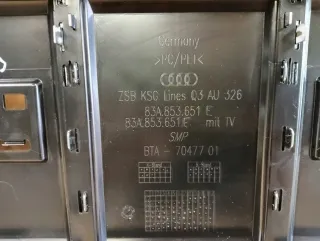 Germany
>PC/PET<
ZSB KSG Lines Q3 AU 326
83A.853.651 E
83A.853.651.E mit TV
SMP
BTA - 70477 01